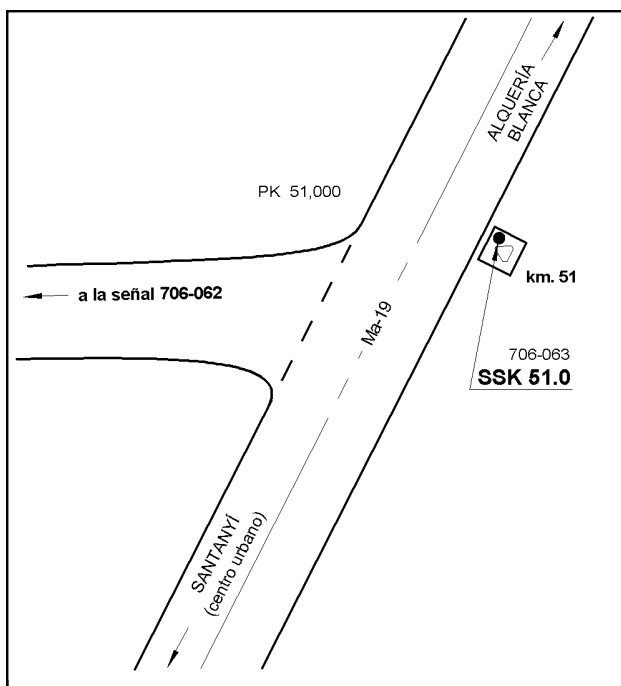 ALQUERÍA
BLANCA
PK 51,000
a la señal 706-062
km. 51
Ma-19
706-063
SSK 51.0
SANTANYÍ
(centro urbano)